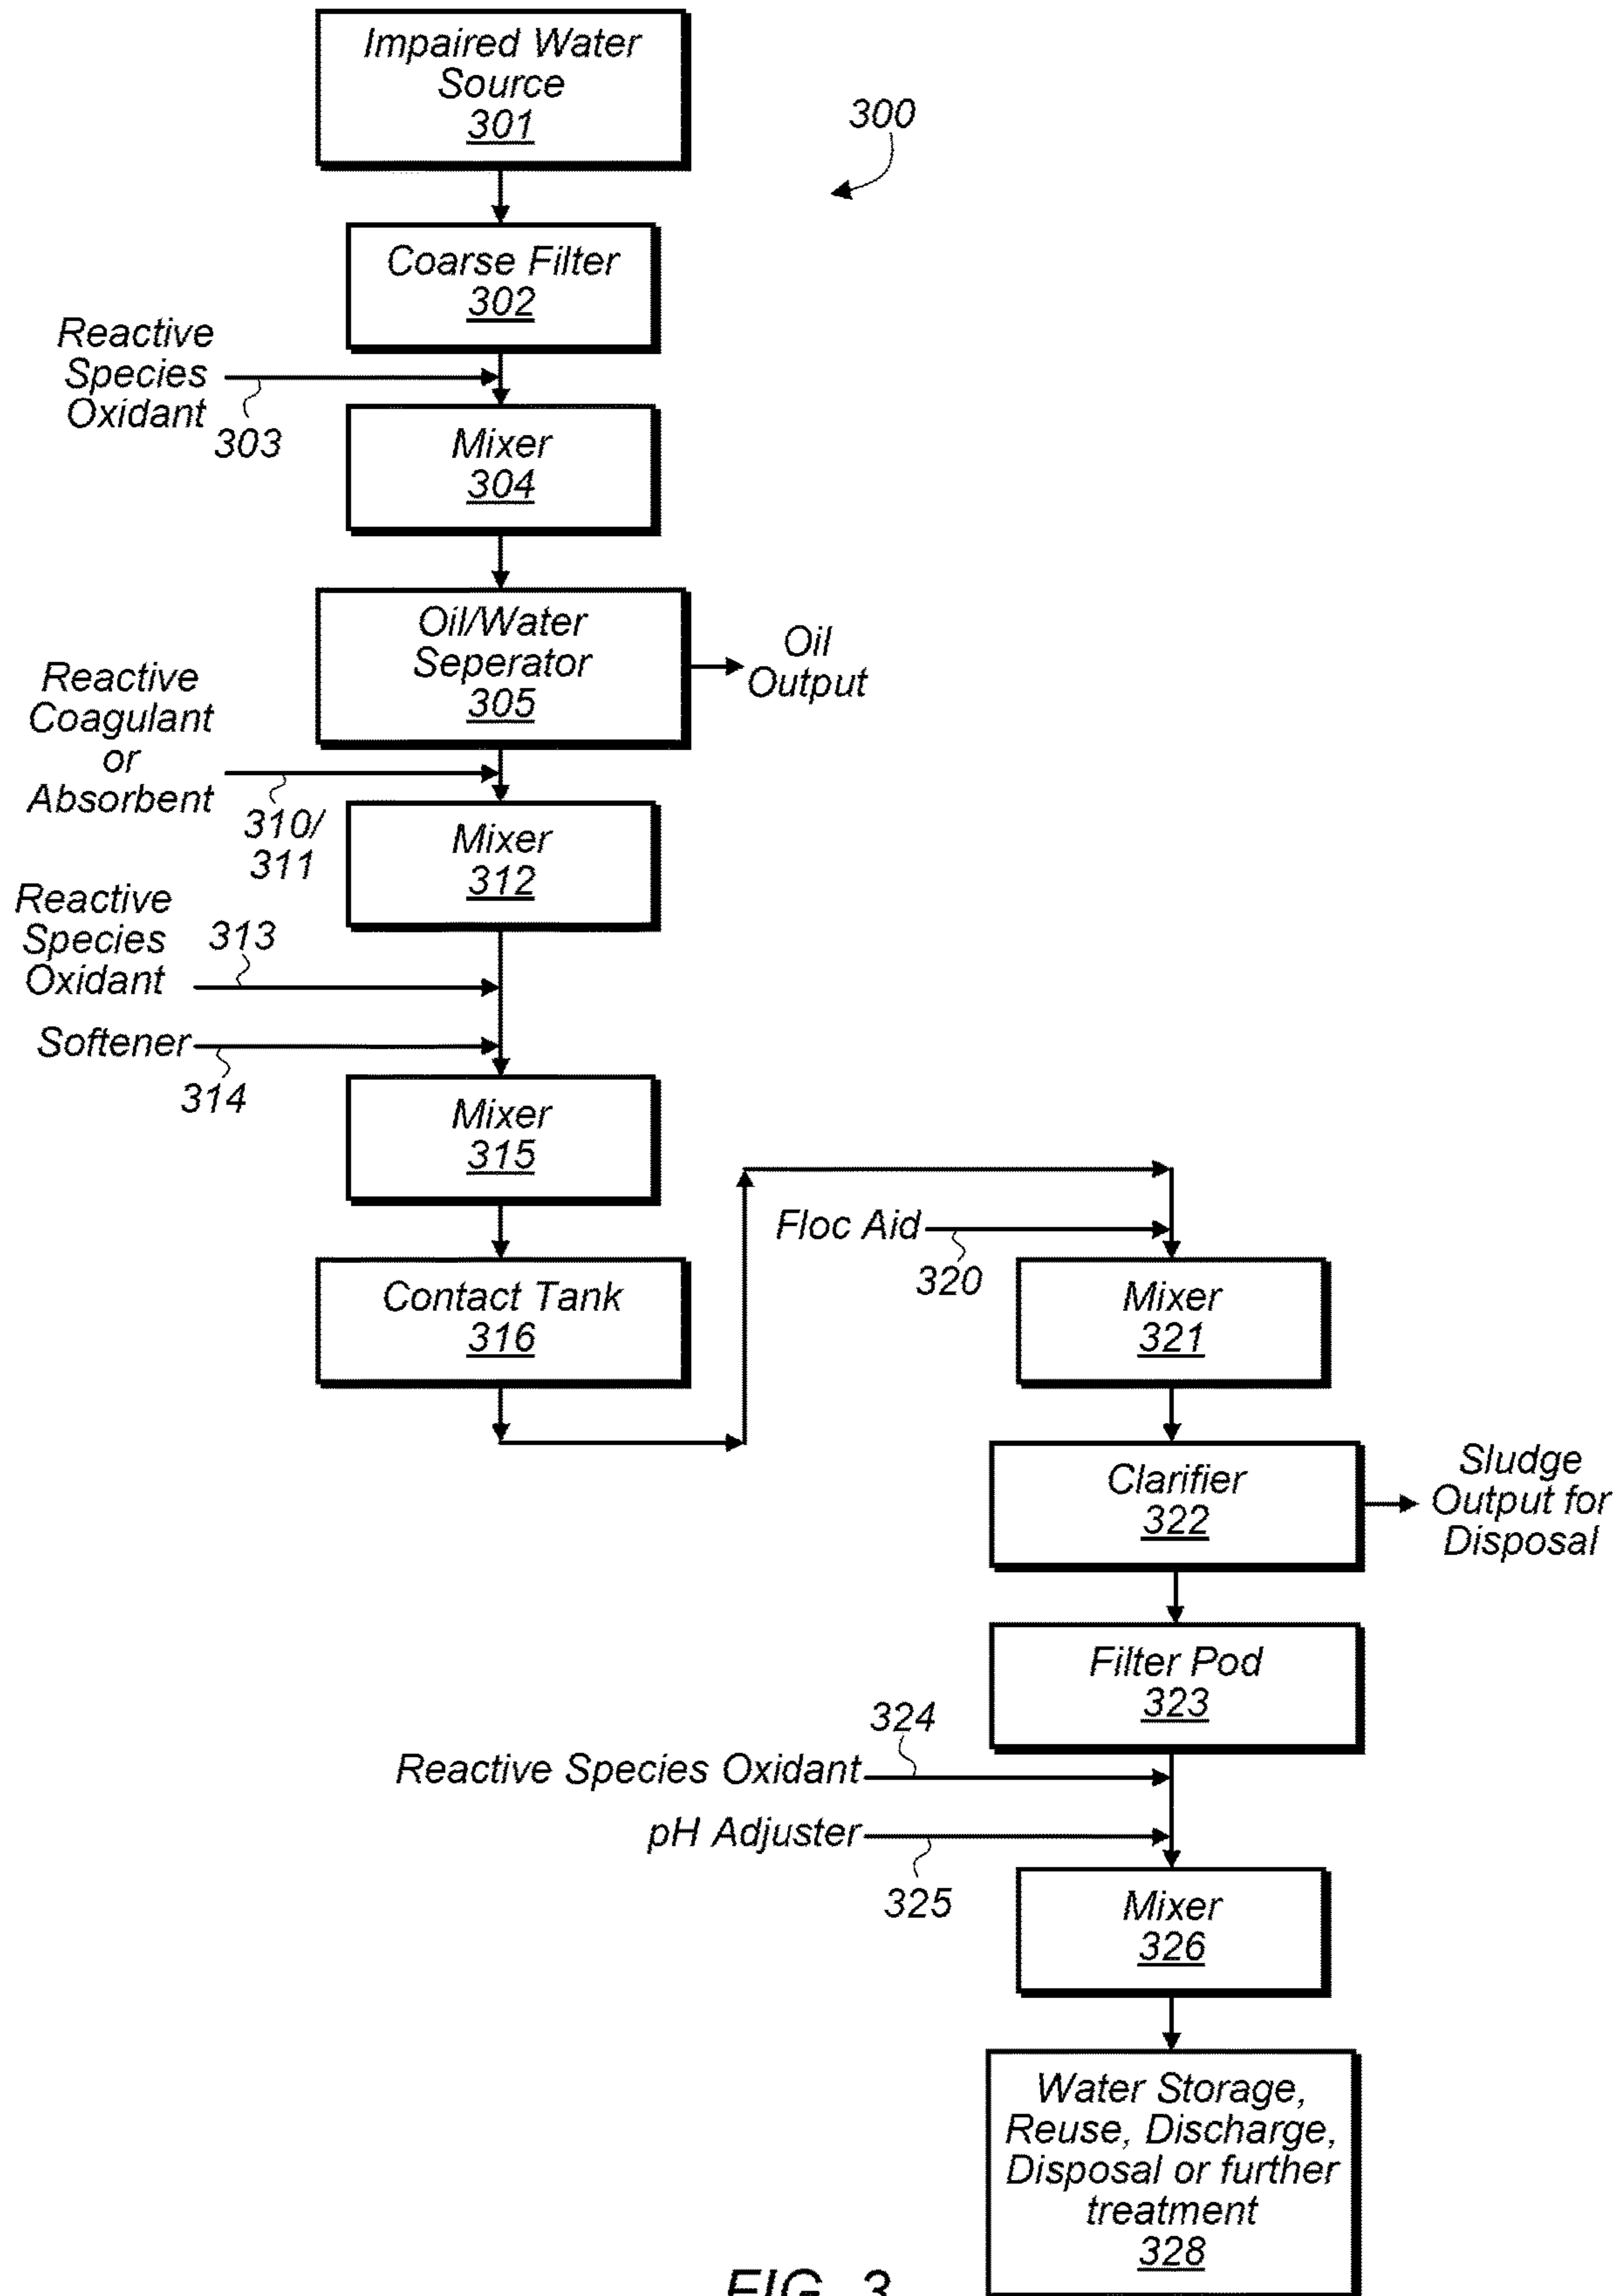 Impaired Water
Source
301
300
Coarse Filter
302
Reactive
Species
Oxidant
303
Mixer
304
Oil/Water
Seperator
305
Oil
Output
Reactive
Coagulant
or
Absorbent
310/
311
Mixer
312
Reactive
Species
Oxidant
313
Softener
314
Mixer
315
Contact Tank
316
Floc Aid
320
Mixer
321
Clarifier
322
Sludge
Output for
Disposal
Filter Pod
323
324
Reactive Species Oxidant
pH Adjuster
325
Mixer
326
Water Storage,
Reuse, Discharge,
Disposal or further
treatment
328
FIG. 3